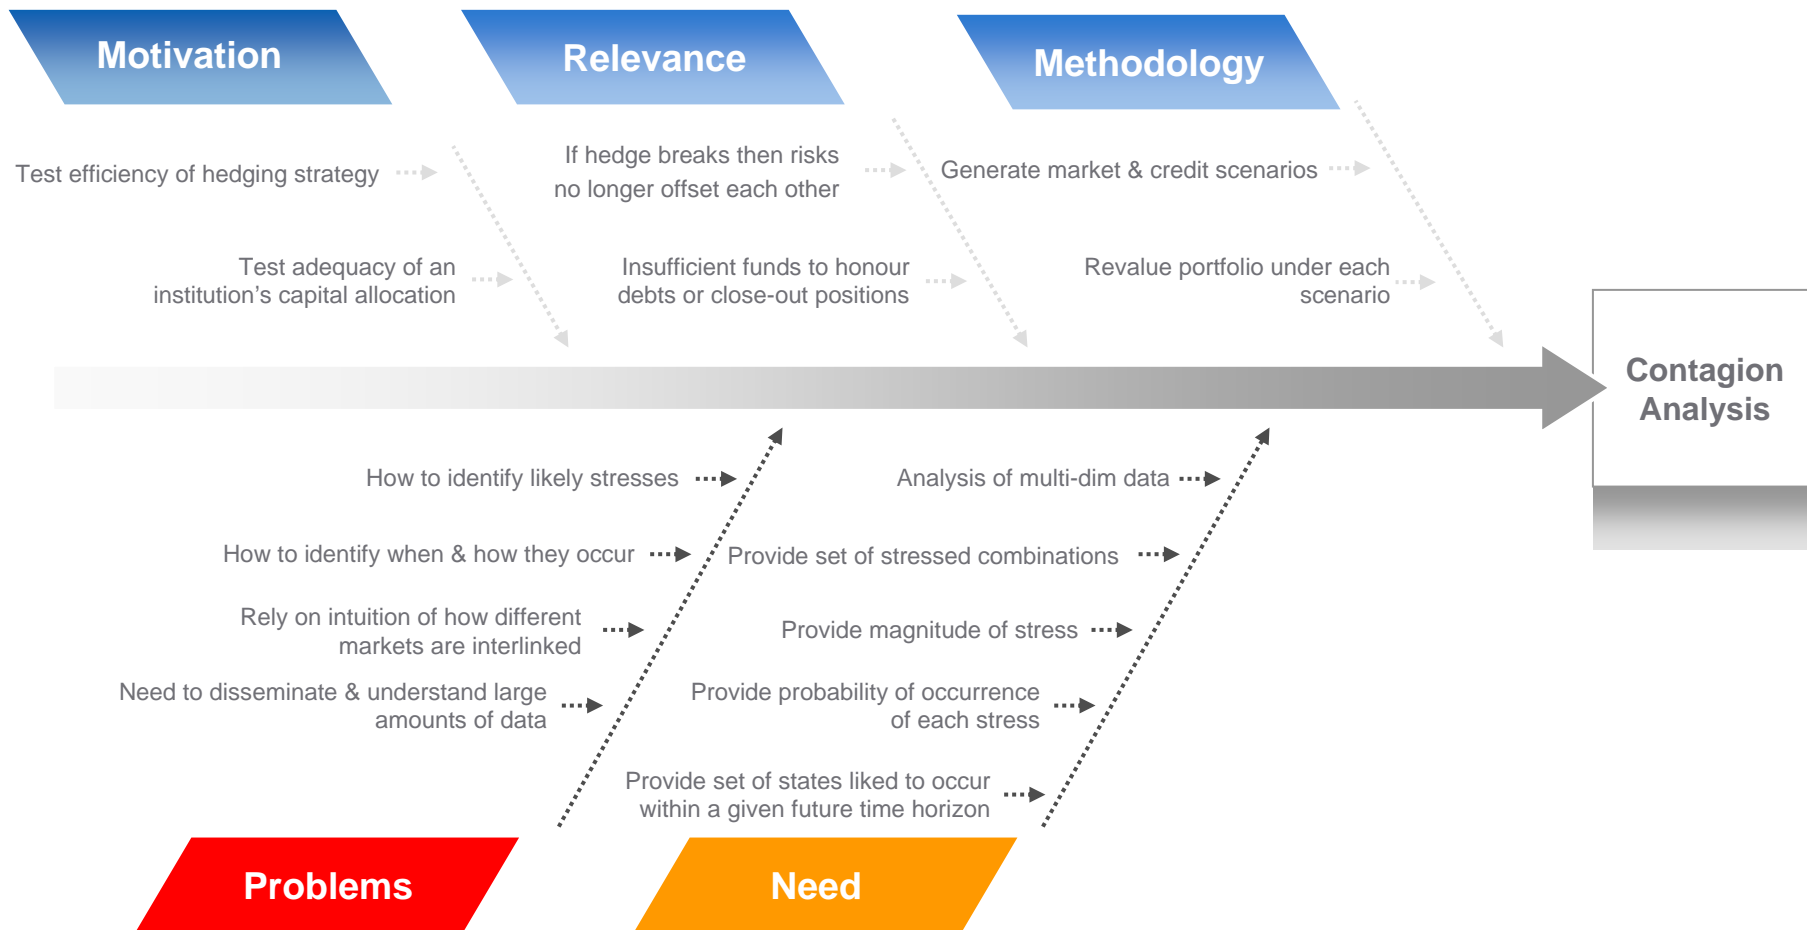 Motivation
Relevance
Methodology
Test efficiency of hedging strategy
If hedge breaks then risks
no longer offset each other
Generate market & credit scenarios
Test adequacy of an
institution’s capital allocation
Insufficient funds to honour
debts or close-out positions
Revalue portfolio under each
scenario
Contagion
Analysis
How to identify likely stresses
How to identify when & how they occur
Rely on intuition of how different
markets are interlinked
Need to disseminate & understand large
amounts of data
Analysis of multi-dim data
Provide set of stressed combinations
Provide magnitude of stress
Provide probability of occurrence
of each stress
Provide set of states liked to occur
within a given future time horizon
Problems
Need